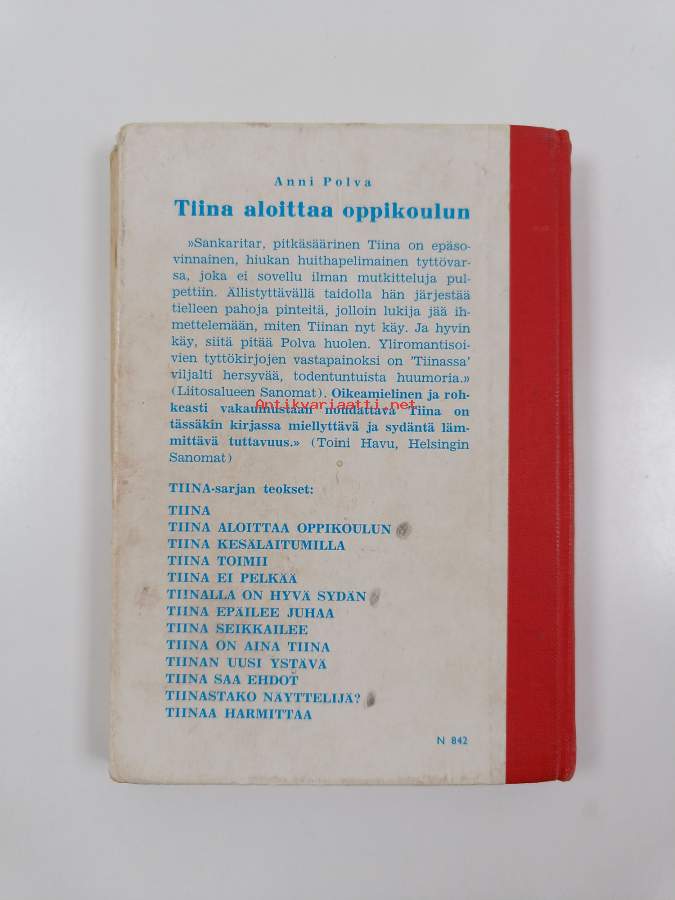 Anni Polva
Tiina aloittaa oppikoulun
»Sankaritar, pitkäsäärinen Tiina on epäso-
vinnainen, hiukan huithapelimainen tyttövar-
sa, joka ei sovellu ilman mutkitteluja pul-
pettiin. Ällistyttävällä taidolla hän järjestää
tielleen pahoja pinteitä, jolloin lukija jää ih-
mettelemään, miten Tiinan nyt käy. Ja hyvin
käy, siitä pitää Polva huolen. Yliromantisoi-
vien tyttökirjojen vastapainoksi on 'Tiinassa'
viljalti hersyvää, todentuntuista huumoria.»
(Liitosalueen Sanomat). Oikeamielinen ja roh-
Antikvariaatti.net
keasti vakaumustaan noudattava Tiina on
tässäkin kirjassa miellyttävä ja sydäntä läm-
mittävä tuttavuus.» (Toini Havu, Helsingin
Sanomat)
TIINA-sarjan teokset:
TIINA
TIINA ALOITTAA OPPIKOULUN
TIINA KESÄLAITUMILLA
TIINA TOIMII
TIINA EI PELKÄÄ
TIINALLA ON HYVÄ SYDÄN
TIINA EPÄILEE JUHAA
TIINA SEIKKAILEE
TIINA ON AINA TIINA
TIINAN UUSI YSTÄVÄ
TIINA SAA EHDOT
TIINASTAKO NÄYTTELIJÄ?
TIINAA HARMITTAA
N 842